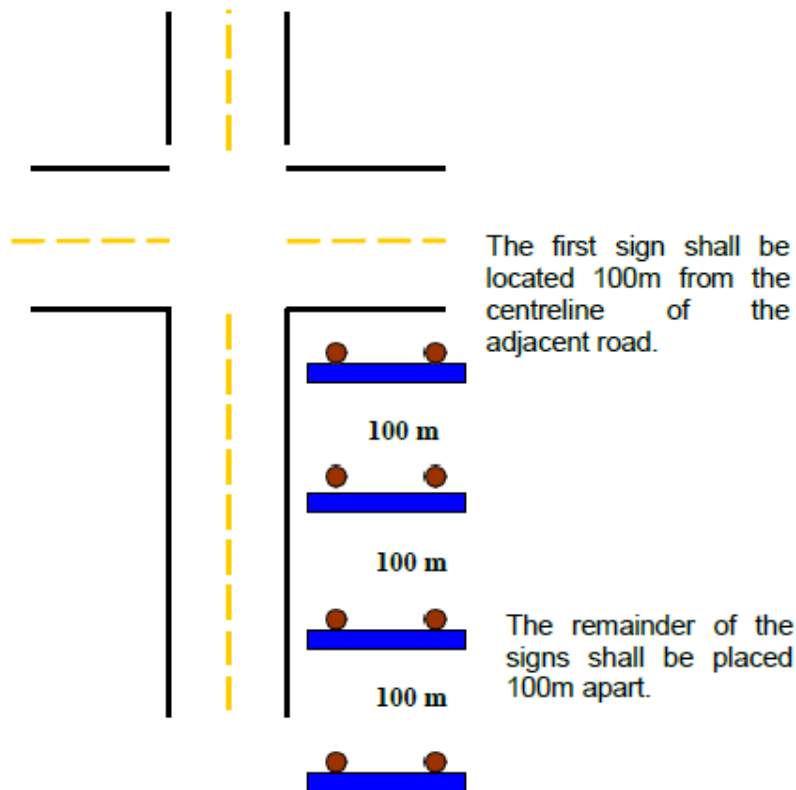 The first sign shall be
located 100m from the
centreline of the
adjacent road.
100 m
100 m
The remainder of the
signs shall be placed
100m apart.
100 m